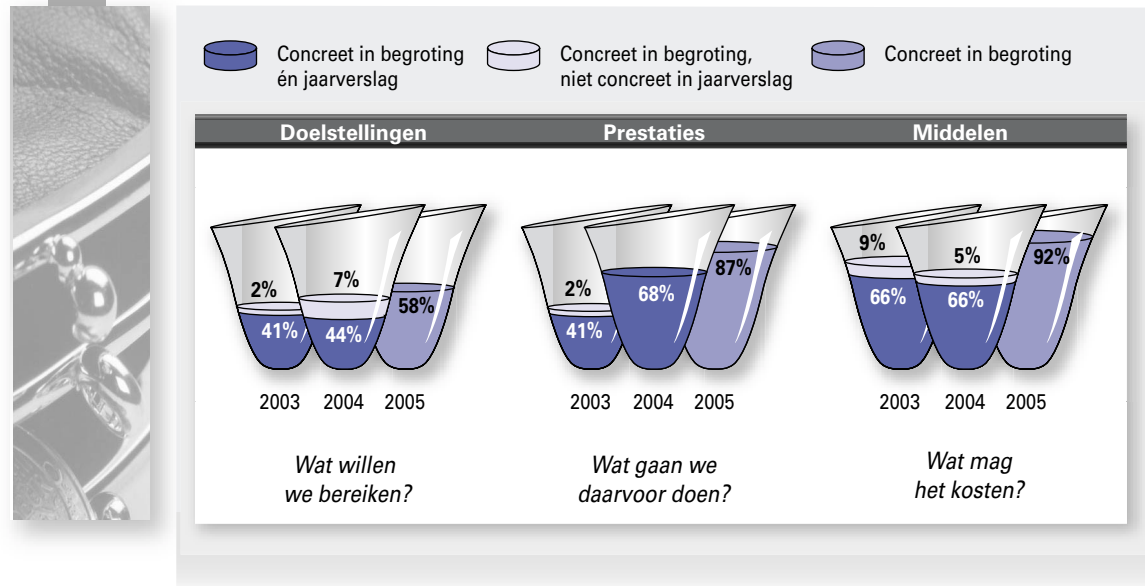 Concreet in begroting
én jaarverslag
Concreet in begroting,
niet concreet in jaarverslag
Concreet in begroting
Doelstellingen
2%
41%
7%
44%
58%
2003 2004 2005
Wat willen
we bereiken?
Prestaties
2%
41%
68%
87%
2003 2004 2005
Wat gaan we
daarvoor doen?
Middelen
9%
66%
5%
66%
92%
2003 2004 2005
Wat mag
het kosten?